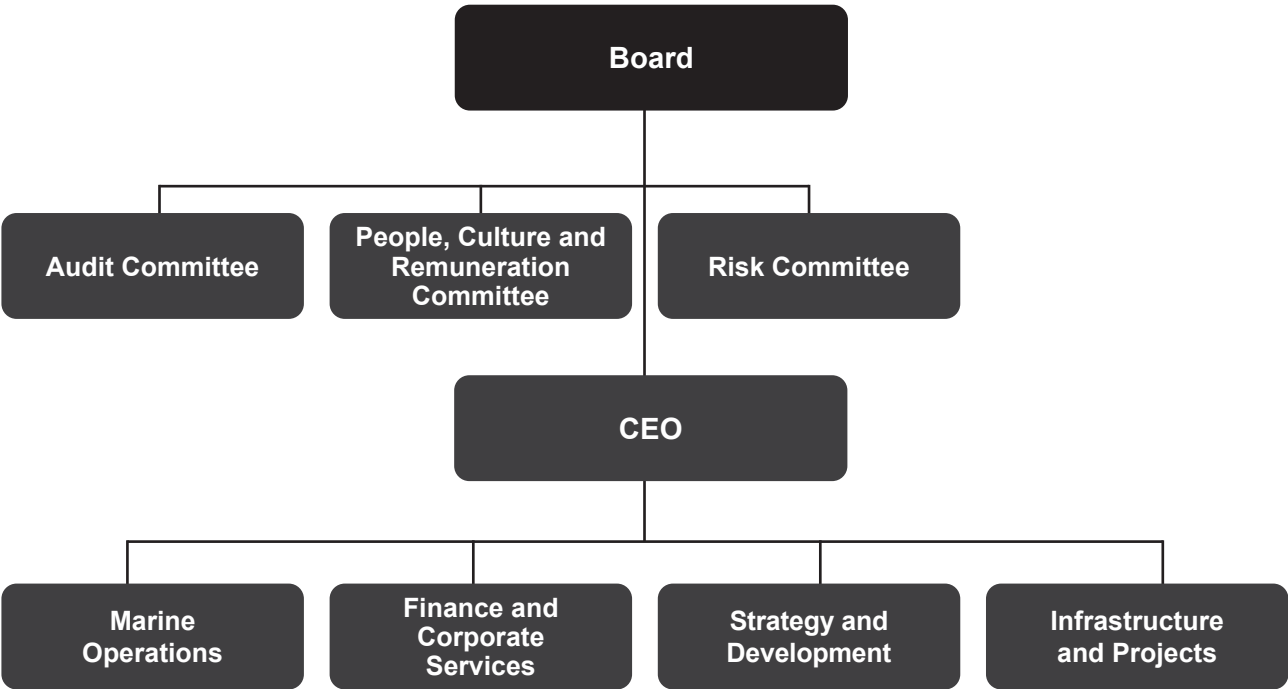 Board
Audit Committee
People, Culture and
Remuneration
Committee
Risk Committee
CEO
Marine
Operations
Finance and
Corporate
Services
Strategy and
Development
Infrastructure
and Projects